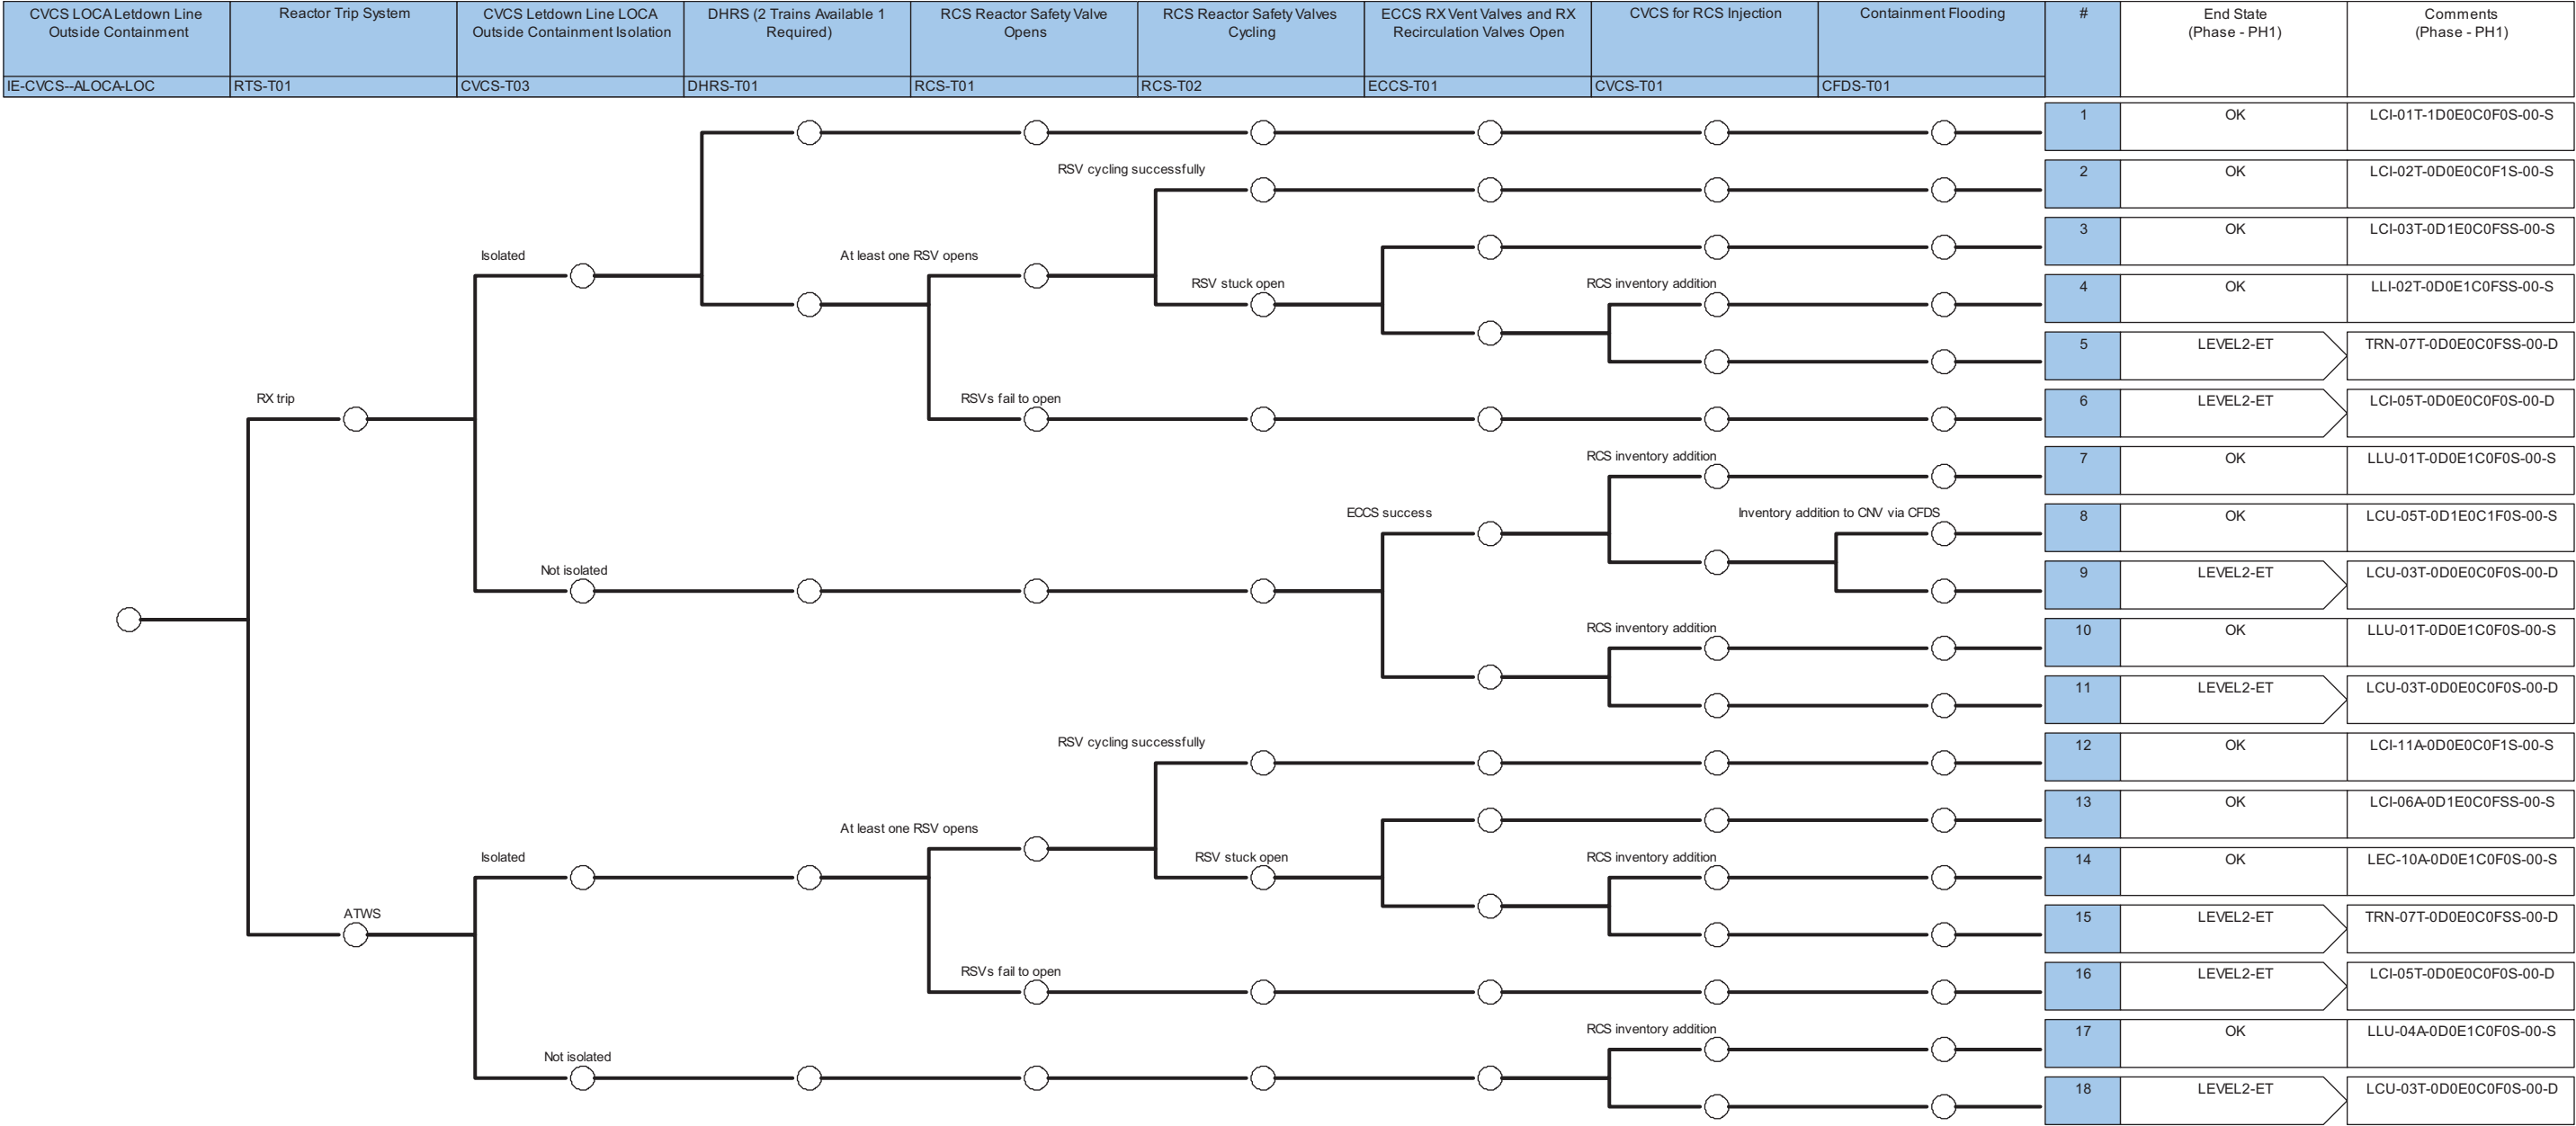 CVCS LOCA Letdown Line
Outside Containment
Reactor Trip System
CVCS Letdown Line LOCA
Outside Containment Isolation
DHRS (2 Trains Available 1
Required)
RCS Reactor Safety Valve
Opens
RCS Reactor Safety Valves
Cycling
ECCS RX Vent Valves and RX
Recirculation Valves Open
CVCS for RCS Injection
Containment Flooding
#
End State
(Phase - PH1)
Comments
(Phase - PH1)
IE-CVCS--ALOCA-LOC
RTS-T01
CVCS-T03
DHRS-T01
RCS-T01
RCS-T02
ECCS-T01
CVCS-T01
CFDS-T01
1
OK
LCI-01T-1D0E0C0F0S-00-S
RSV cycling successfully
2
OK
LCI-02T-0D0E0C0F1S-00-S
3
OK
LCI-03T-0D1E0C0FSS-00-S
Isolated
At least one RSV opens
RSV stuck open
RCS inventory addition
4
OK
LLI-02T-0D0E1C0FSS-00-S
5
LEVEL2-ET
TRN-07T-0D0E0C0FSS-00-D
RX trip
RSVs fail to open
6
LEVEL2-ET
LCI-05T-0D0E0C0F0S-00-D
RCS inventory addition
7
OK
LLU-01T-0D0E1C0F0S-00-S
ECCS success
Inventory addition to CNV via CFDS
8
OK
LCU-05T-0D1E0C1F0S-00-S
Not isolated
9
LEVEL2-ET
LCU-03T-0D0E0C0F0S-00-D
RCS inventory addition
10
OK
LLU-01T-0D0E1C0F0S-00-S
11
LEVEL2-ET
LCU-03T-0D0E0C0F0S-00-D
RSV cycling successfully
12
OK
LCI-11A-0D0E0C0F1S-00-S
13
OK
LCI-06A-0D1E0C0FSS-00-S
At least one RSV opens
Isolated
RSV stuck open
RCS inventory addition
14
OK
LEC-10A-0D0E1C0F0S-00-S
ATWS
15
LEVEL2-ET
TRN-07T-0D0E0C0FSS-00-D
RSVs fail to open
16
LEVEL2-ET
LCI-05T-0D0E0C0F0S-00-D
RCS inventory addition
17
OK
LLU-04A-0D0E1C0F0S-00-S
Not isolated
18
LEVEL2-ET
LCU-03T-0D0E0C0F0S-00-D